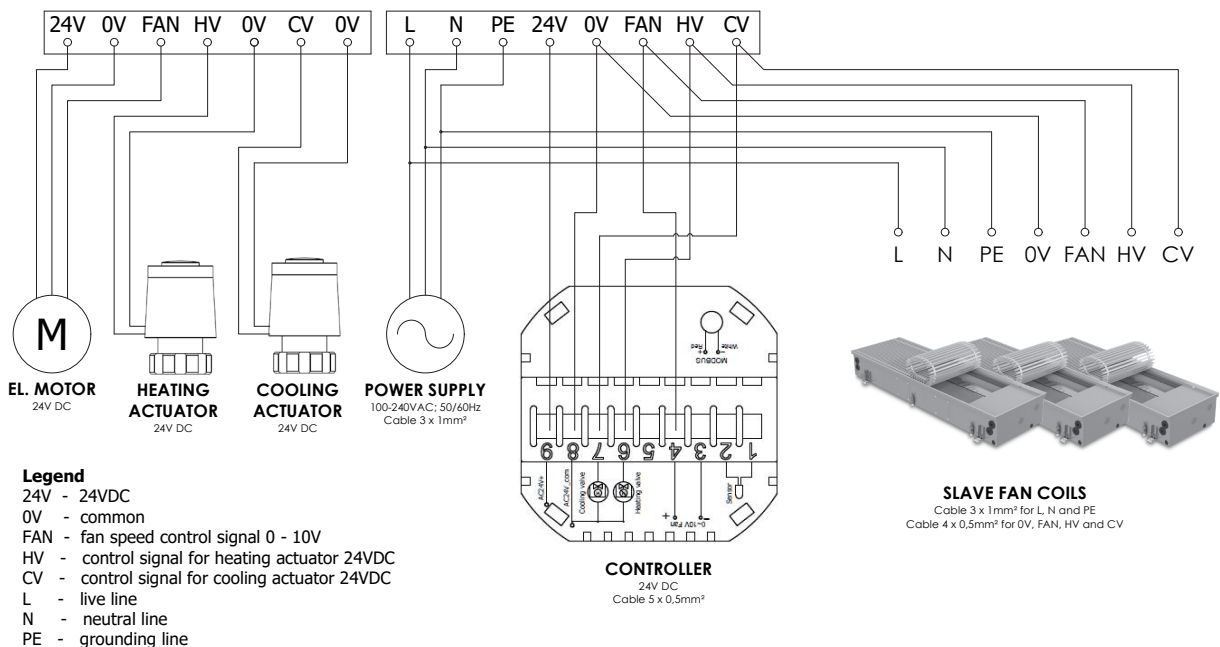 24V 0V FAN HV 0V CV 0V
L N PE 24V 0V FAN HV CV
L N PE 0V FAN HV CV
M
EL. MOTOR
24V DC
HEATING
ACTUATOR
24V DC
COOLING
ACTUATOR
24V DC
POWER SUPPLY
100-240VAC; 50/60Hz
Cable 3 x 1mm²
MODBUS
Red + - White
9 8 7 6 5 4 3 2 1
AC24V+
AC24V_com
Cooling valve
Heating valve
+ Fan 0~10V -
Sensor
CONTROLLER
24V DC
Cable 5 x 0,5mm²
SLAVE FAN COILS
Cable 3 x 1mm² for L, N and PE
Cable 4 x 0,5mm² for 0V, FAN, HV and CV
Legend
24V - 24VDC
0V - common
FAN - fan speed control signal 0 - 10V
HV - control signal for heating actuator 24VDC
CV - control signal for cooling actuator 24VDC
L - live line
N - neutral line
PE - grounding line